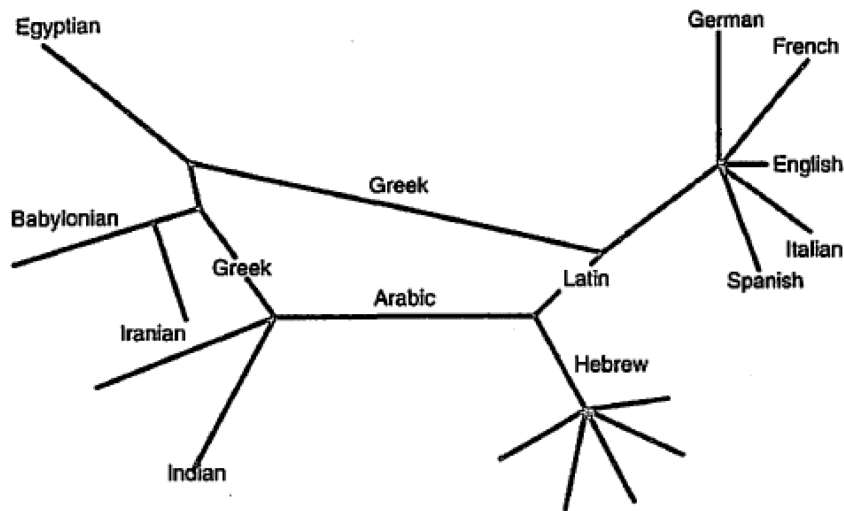 Egyptian
German
French
English
Greek
Babylonian
Italian
Greek
Latin
Spanish
Arabic
Iranian
Hebrew
Indian